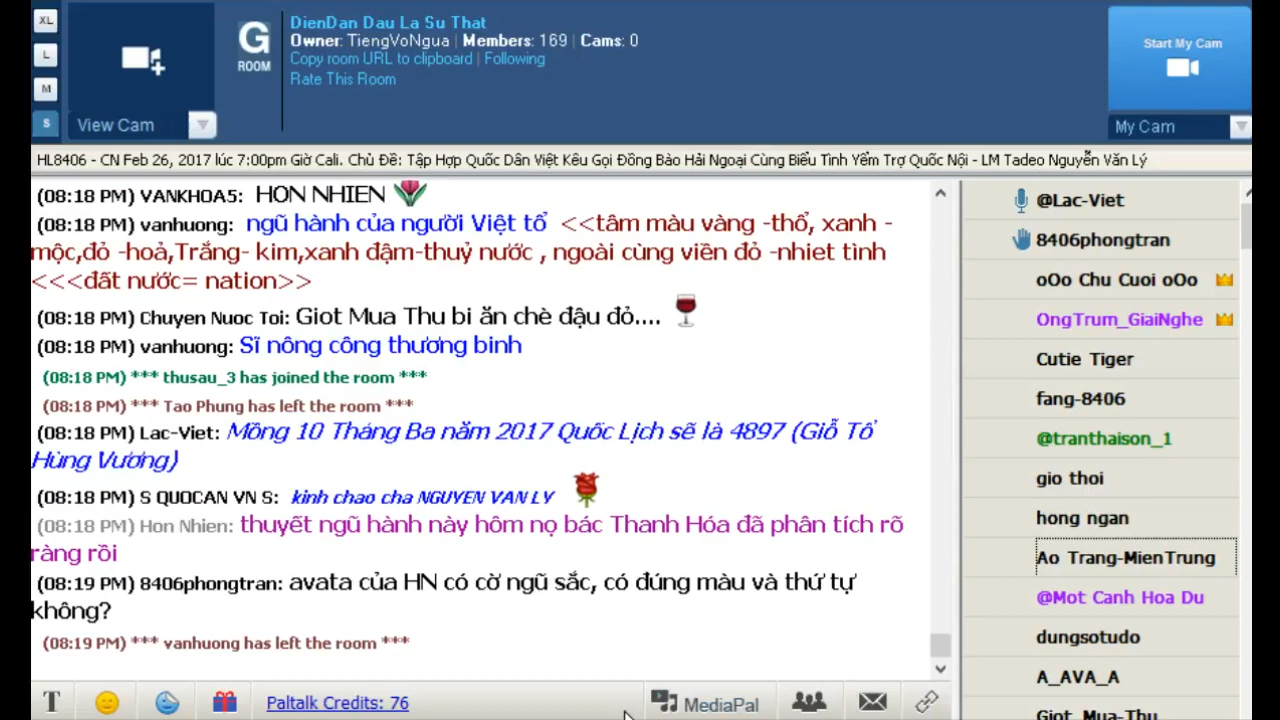 XL
L
M
S
View Cam
G
ROOM
DienDan Dau La Su That
Owner: TiengVoNgua | Members: 169 | Cams: 0
Copy room URL to clipboard | Following
Rate This Room
Start My Cam
My Cam
HL8406 - CN Feb 26, 2017 lúc 7:00pm Giờ Cali. Chủ Đề: Tập Hợp Quốc Dân Việt Kêu Gọi Đồng Bào Hải Ngoại Cùng Biểu Tình Yểm Trợ Quốc Nội - LM Tadeo Nguyễn Văn Lý
(08:18 PM) VANKHOA5: HON NHIEN
(08:18 PM) vanhuong: ngũ hành của người Việt tổ <<tâm màu vàng -thổ, xanh -
mộc,đỏ -hoả,Trắng- kim,xanh đậm-thuỷ nước , ngoài cùng viền đỏ -nhiet tình
<<<đất nước= nation>>
(08:18 PM) Chuyen Nuoc Toi: Giot Mua Thu bi ăn chè đậu đỏ....
(08:18 PM) vanhuong: Sĩ nông công thương binh
(08:18 PM) *** thusau_3 has joined the room ***
(08:18 PM) *** Tao Phung has left the room ***
(08:18 PM) Lac-Viet: Mồng 10 Tháng Ba năm 2017 Quốc Lịch sẽ là 4897 (Giỗ Tổ
Hùng Vương)
(08:18 PM) S QUOCAN VN S: kinh chao cha NGUYEN VAN LY
(08:18 PM) Hon Nhien: thuyết ngũ hành này hôm nọ bác Thanh Hóa đã phân tích rõ
ràng rồi
(08:19 PM) 8406phongtran: avata của HN có cờ ngũ sắc, có đúng màu và thứ tự
không?
(08:19 PM) *** vanhuong has left the room ***
@Lac-Viet
8406phongtran
oOo Chu Cuoi oOo
OngTrum_GiaiNghe
Cutie Tiger
fang-8406
@tranthaison_1
gio thoi
hong ngan
Ao Trang-MienTrung
@Mot Canh Hoa Du
dungsotudo
A_AVA_A
Giot Mua-Thu
T
Paltalk Credits: 76
MediaPal